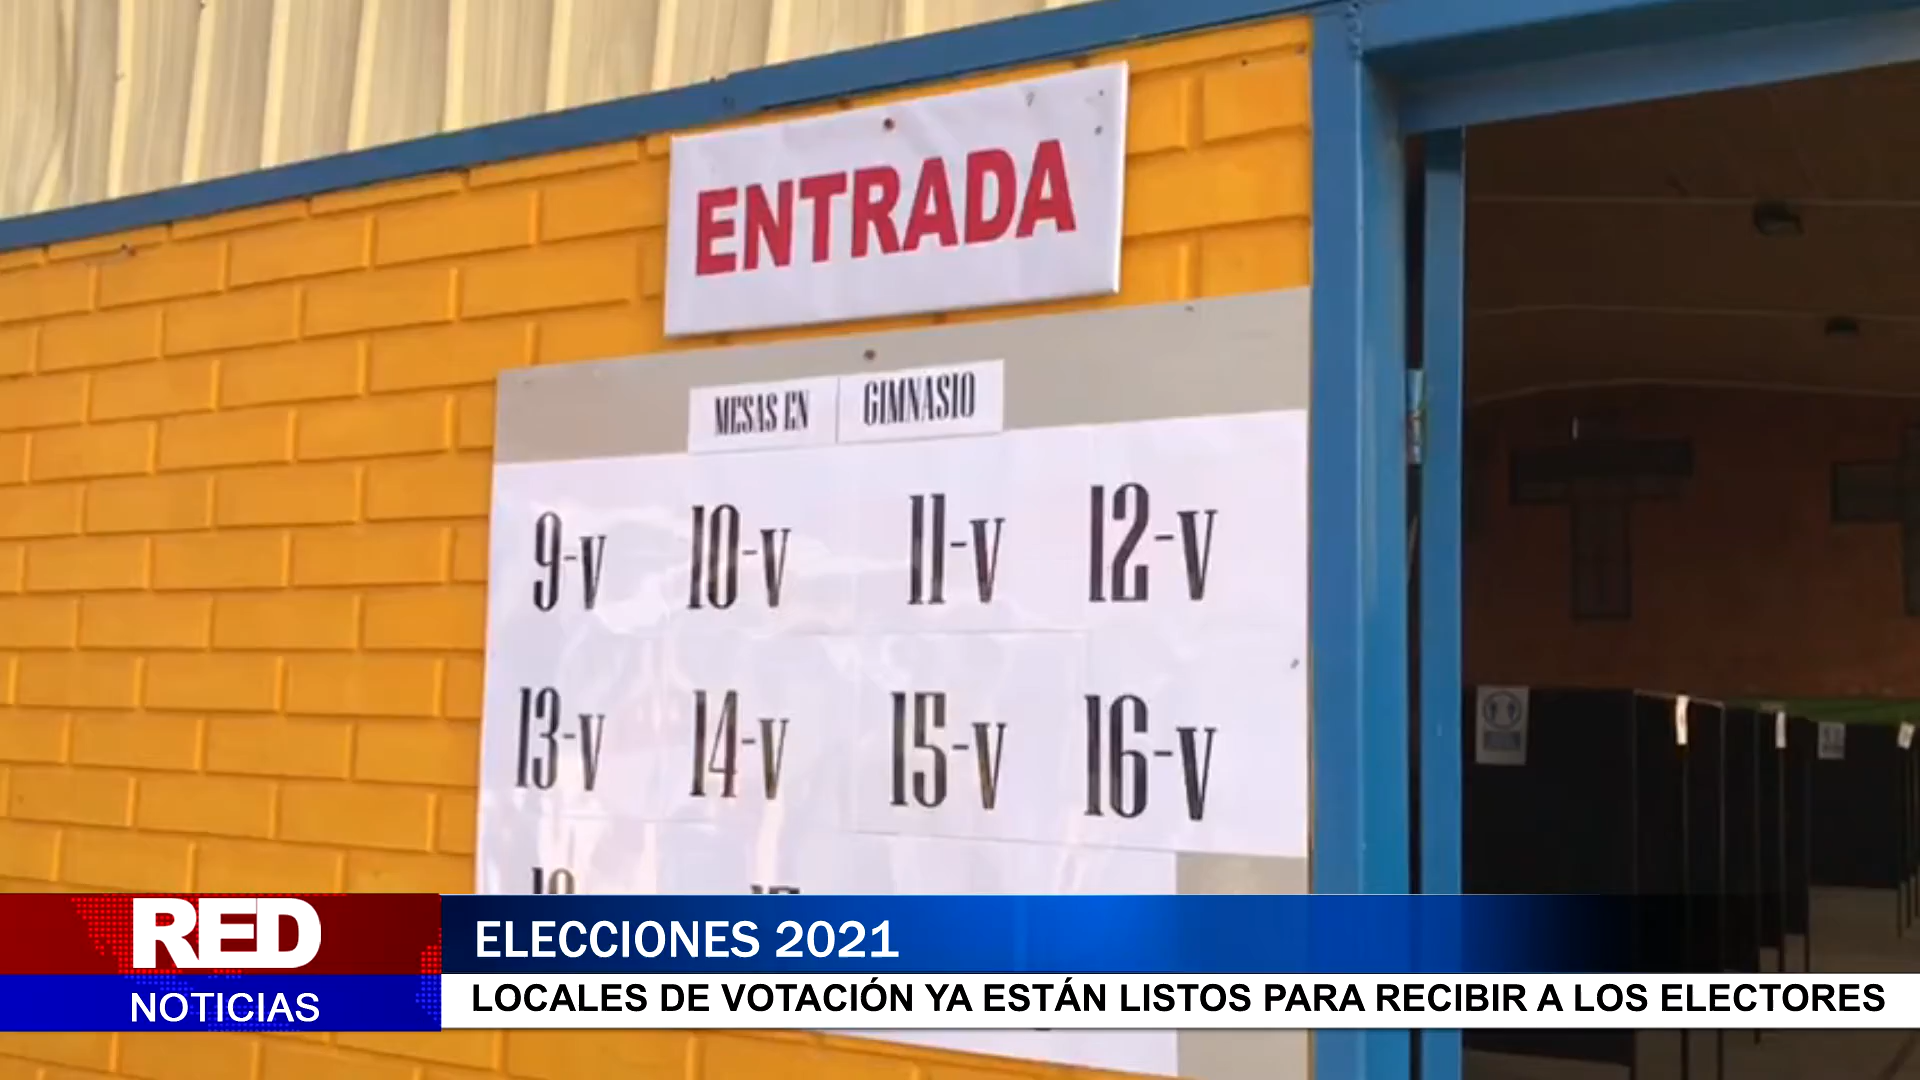 ENTRADA
MESAS EN GIMNASIO
9-V 10-V 11-V 12-V
13-V 14-V 15-V 16-V
RED
NOTICIAS
ELECCIONES 2021
LOCALES DE VOTACIÓN YA ESTÁN LISTOS PARA RECIBIR A LOS ELECTORES